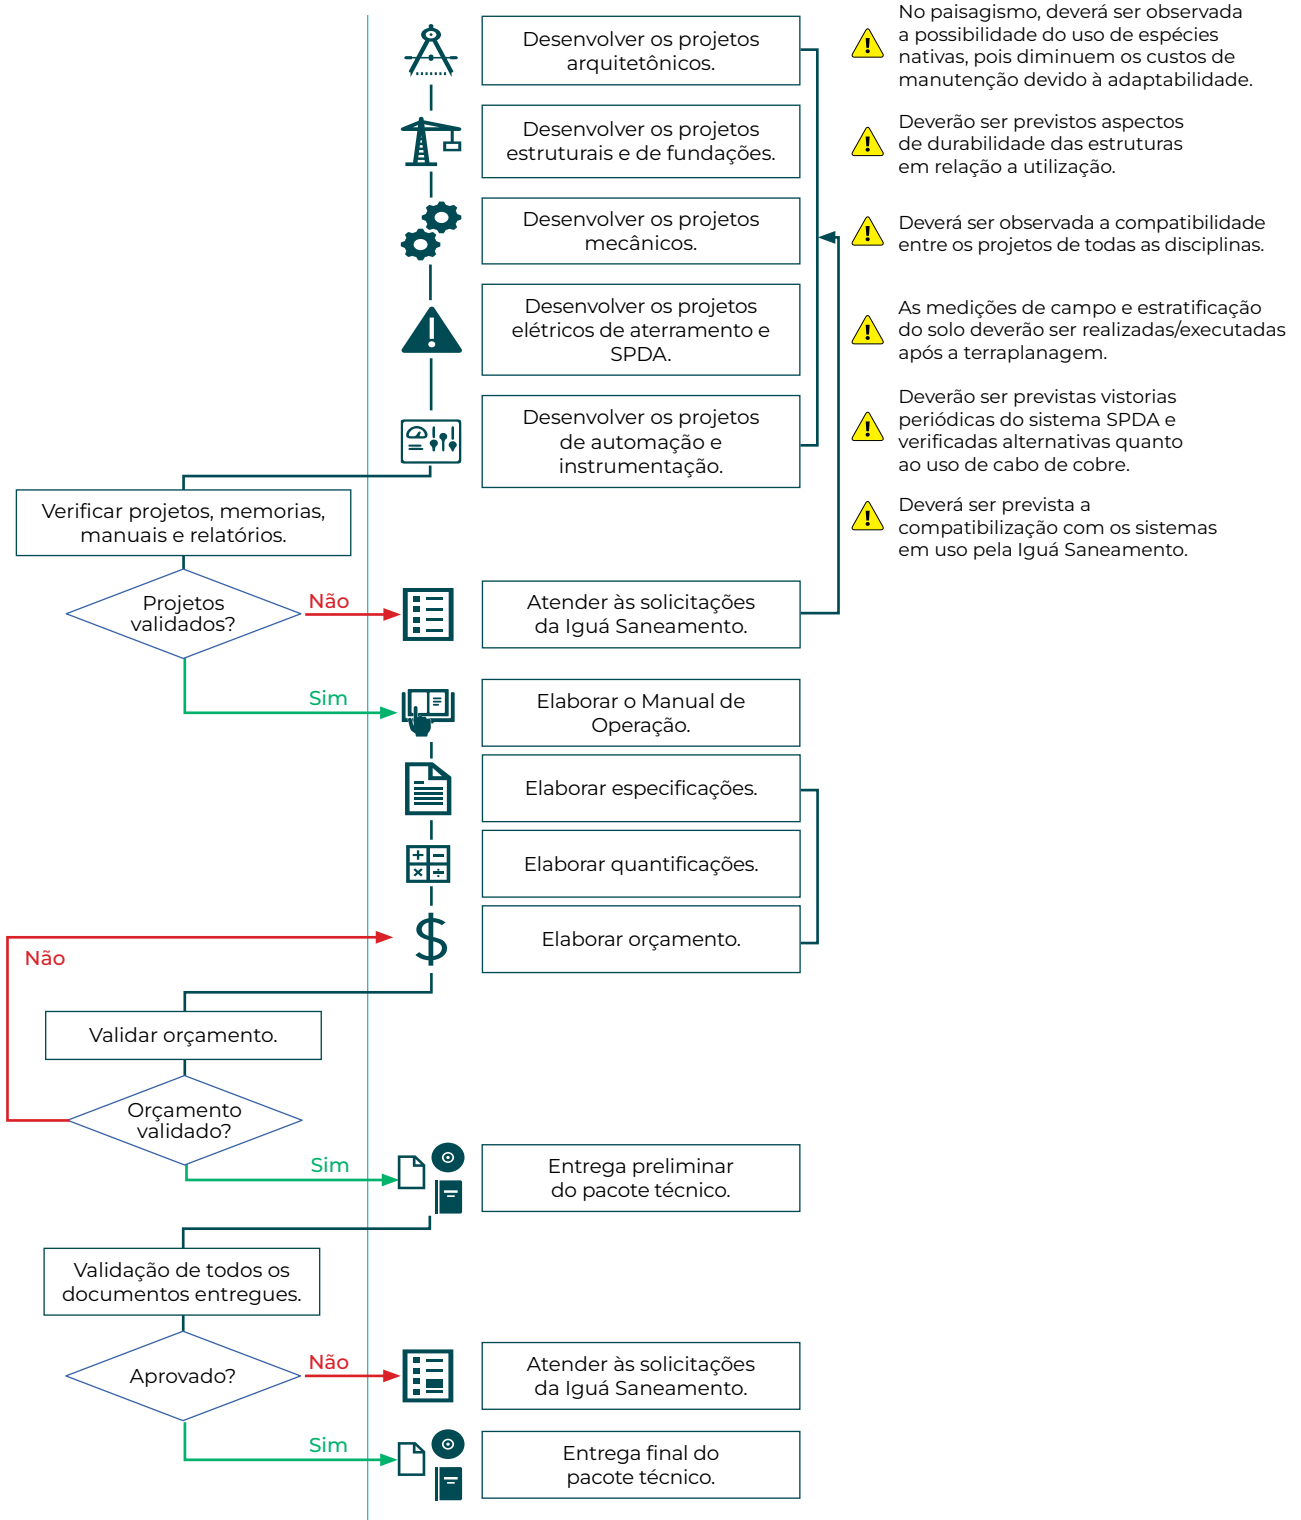 Desenvolver os projetos
arquitetônicos.
No paisagismo, deverá ser observada
a possibilidade do uso de espécies
nativas, pois diminuem os custos de
manutenção devido à adaptabilidade.
Desenvolver os projetos
estruturais e de fundações.
Deverão ser previstos aspectos
de durabilidade das estruturas
em relação a utilização.
Desenvolver os projetos
mecânicos.
Deverá ser observada a compatibilidade
entre os projetos de todas as disciplinas.
Desenvolver os projetos
elétricos de aterramento e
SPDA.
As medições de campo e estratificação
do solo deverão ser realizadas/executadas
após a terraplanagem.
Desenvolver os projetos
de automação e
instrumentação.
Deverão ser previstas vistorias
periódicas do sistema SPDA e
verificadas alternativas quanto
ao uso de cabo de cobre.
Deverá ser prevista a
compatibilização com os sistemas
em uso pela Iguá Saneamento.
Verificar projetos, memorias,
manuais e relatórios.
Projetos
validados?
Não
Atender às solicitações
da Iguá Saneamento.
Sim
Elaborar o Manual de
Operação.
Elaborar especificações.
Elaborar quantificações.
Elaborar orçamento.
Não
Validar orçamento.
Orçamento
validado?
Sim
Entrega preliminar
do pacote técnico.
Validação de todos os
documentos entregues.
Aprovado?
Não
Atender às solicitações
da Iguá Saneamento.
Sim
Entrega final do
pacote técnico.